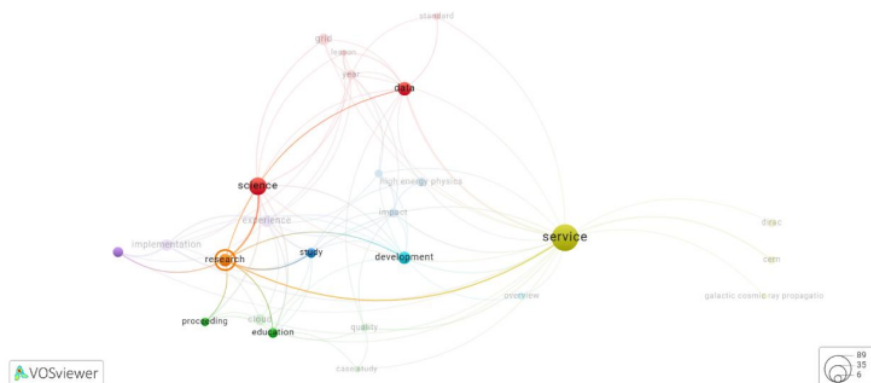 standard
grid
lesson
year
data
high energy physics
science
impact
experience
service
dirac
implementation
research
study
development
cern
overview
galactic cosmic ray propagatio
proceeding
cloud
education
quality
case study
VOSviewer
89
35
6